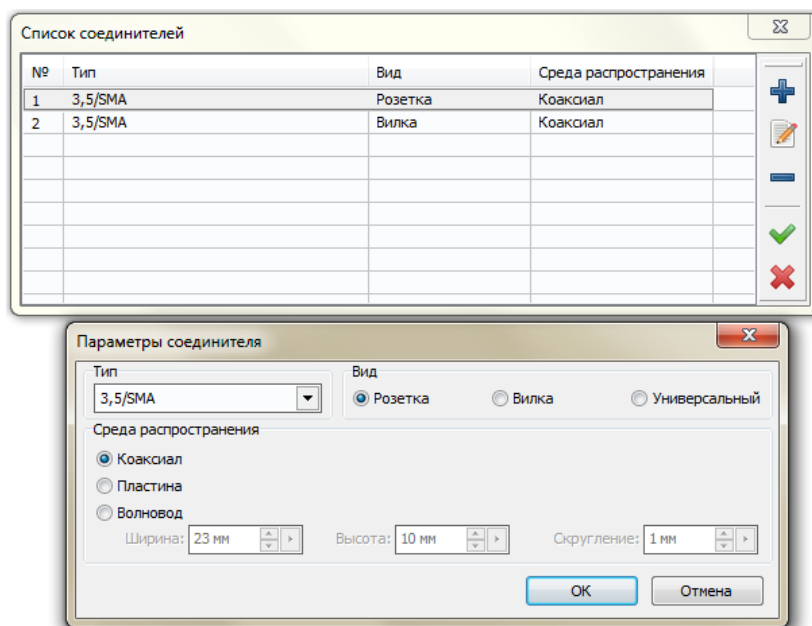 Список соединителей
№ Тип Вид Среда распространения
1 3,5/SMA Розетка Коаксиал
2 3,5/SMA Вилка Коаксиал
Параметры соединителя
Тип Вид
3,5/SMA Розетка Вилка Универсальный
Среда распространения
Коаксиал
Пластина
Волновод
Ширина: 23 мм Высота: 10 мм Скругление: 1 мм
ОК Отмена